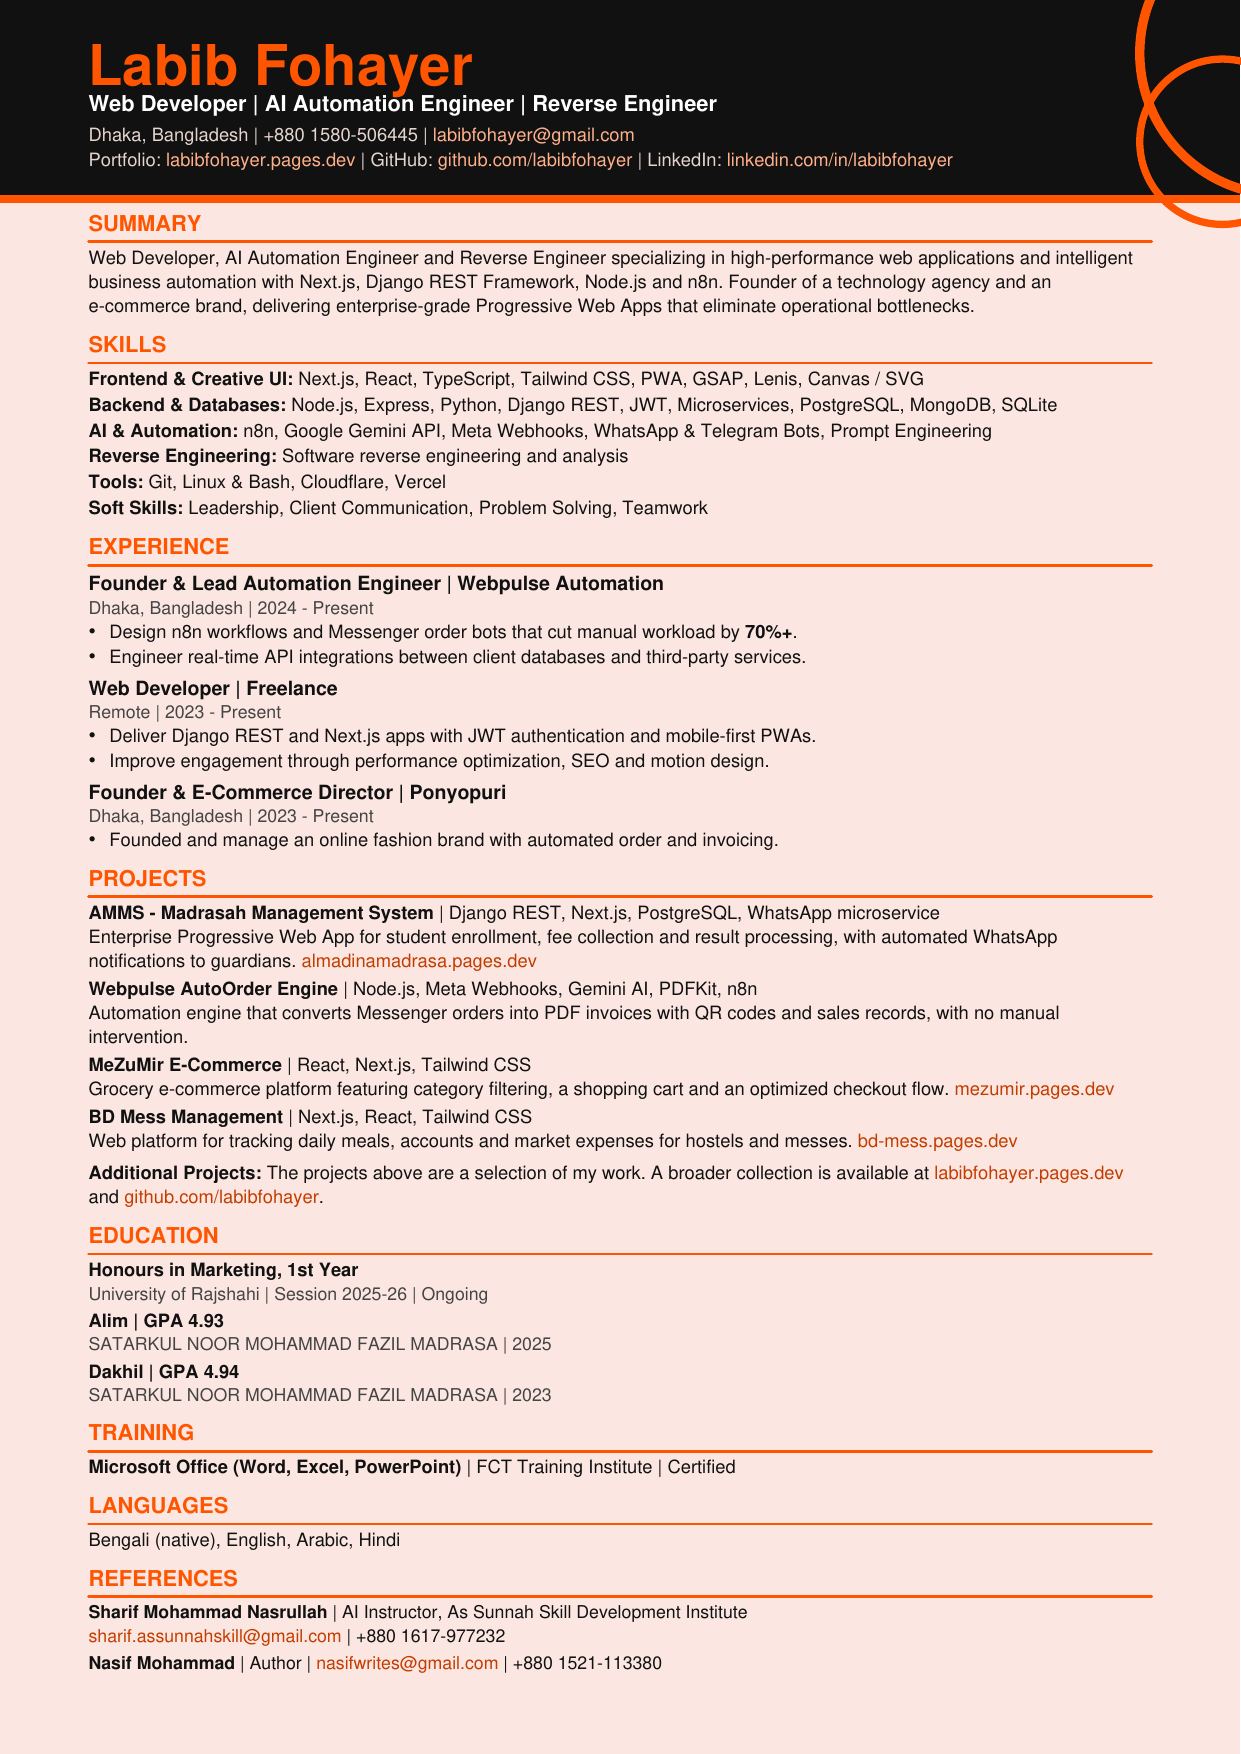 Labib Fohayer
Web Developer | AI Automation Engineer | Reverse Engineer
Dhaka, Bangladesh | +880 1580-506445 | labibfohayer@gmail.com
Portfolio: labibfohayer.pages.dev | GitHub: github.com/labibfohayer | LinkedIn: linkedin.com/in/labibfohayer
SUMMARY
Web Developer, AI Automation Engineer and Reverse Engineer specializing in high-performance web applications and intelligent
business automation with Next.js, Django REST Framework, Node.js and n8n. Founder of a technology agency and an
e-commerce brand, delivering enterprise-grade Progressive Web Apps that eliminate operational bottlenecks.
SKILLS
Frontend & Creative UI: Next.js, React, TypeScript, Tailwind CSS, PWA, GSAP, Lenis, Canvas / SVG
Backend & Databases: Node.js, Express, Python, Django REST, JWT, Microservices, PostgreSQL, MongoDB, SQLite
AI & Automation: n8n, Google Gemini API, Meta Webhooks, WhatsApp & Telegram Bots, Prompt Engineering
Reverse Engineering: Software reverse engineering and analysis
Tools: Git, Linux & Bash, Cloudflare, Vercel
Soft Skills: Leadership, Client Communication, Problem Solving, Teamwork
EXPERIENCE
Founder & Lead Automation Engineer | Webpulse Automation
Dhaka, Bangladesh | 2024 - Present
• Design n8n workflows and Messenger order bots that cut manual workload by 70%+.
• Engineer real-time API integrations between client databases and third-party services.
Web Developer | Freelance
Remote | 2023 - Present
• Deliver Django REST and Next.js apps with JWT authentication and mobile-first PWAs.
• Improve engagement through performance optimization, SEO and motion design.
Founder & E-Commerce Director | Ponyopuri
Dhaka, Bangladesh | 2023 - Present
• Founded and manage an online fashion brand with automated order and invoicing.
PROJECTS
AMMS - Madrasah Management System | Django REST, Next.js, PostgreSQL, WhatsApp microservice
Enterprise Progressive Web App for student enrollment, fee collection and result processing, with automated WhatsApp
notifications to guardians. almadinamadrasa.pages.dev
Webpulse AutoOrder Engine | Node.js, Meta Webhooks, Gemini AI, PDFKit, n8n
Automation engine that converts Messenger orders into PDF invoices with QR codes and sales records, with no manual
intervention.
MeZuMir E-Commerce | React, Next.js, Tailwind CSS
Grocery e-commerce platform featuring category filtering, a shopping cart and an optimized checkout flow. mezumir.pages.dev
BD Mess Management | Next.js, React, Tailwind CSS
Web platform for tracking daily meals, accounts and market expenses for hostels and messes. bd-mess.pages.dev
Additional Projects: The projects above are a selection of my work. A broader collection is available at labibfohayer.pages.dev
and github.com/labibfohayer.
EDUCATION
Honours in Marketing, 1st Year
University of Rajshahi | Session 2025-26 | Ongoing
Alim | GPA 4.93
SATARKUL NOOR MOHAMMAD FAZIL MADRASA | 2025
Dakhil | GPA 4.94
SATARKUL NOOR MOHAMMAD FAZIL MADRASA | 2023
TRAINING
Microsoft Office (Word, Excel, PowerPoint) | FCT Training Institute | Certified
LANGUAGES
Bengali (native), English, Arabic, Hindi
REFERENCES
Sharif Mohammad Nasrullah | AI Instructor, As Sunnah Skill Development Institute
sharif.assunnahskill@gmail.com | +880 1617-977232
Nasif Mohammad | Author | nasifwrites@gmail.com | +880 1521-113380